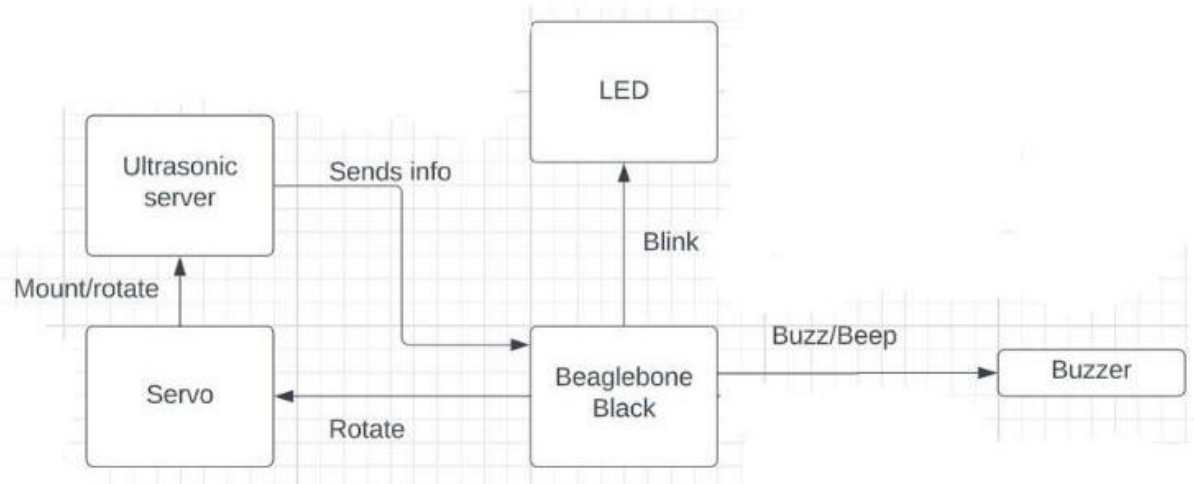 LED
Ultrasonic
server
Sends info
Blink
Mount/rotate
Buzz/Beep
Servo
Beaglebone
Black
Buzzer
Rotate